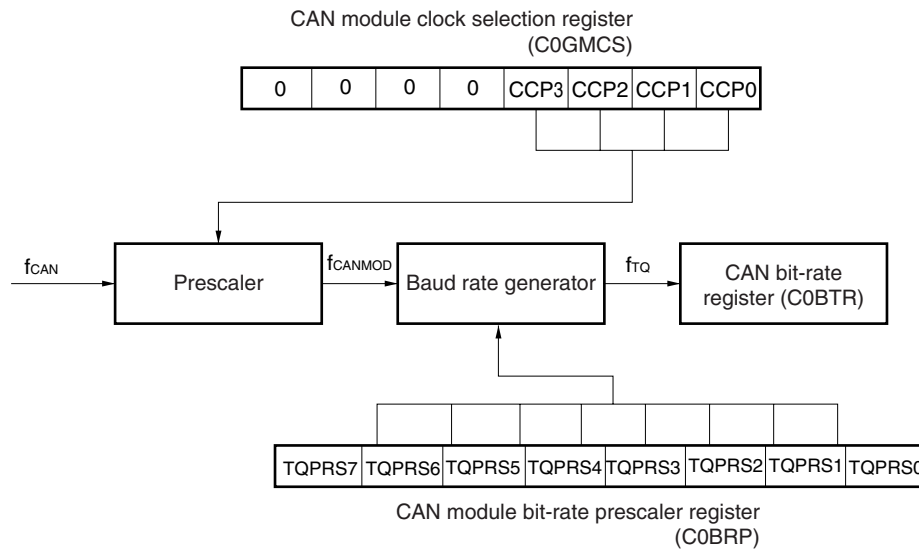 CAN module clock selection register
(C0GMCS)
0 0 0 0 CCP3 CCP2 CCP1 CCP0
fCAN
Prescaler
fCANMOD
Baud rate generator
fTQ
CAN bit-rate
register (C0BTR)
TQPRS7 TQPRS6 TQPRS5 TQPRS4 TQPRS3 TQPRS2 TQPRS1 TQPRS0
CAN module bit-rate prescaler register
(C0BRP)